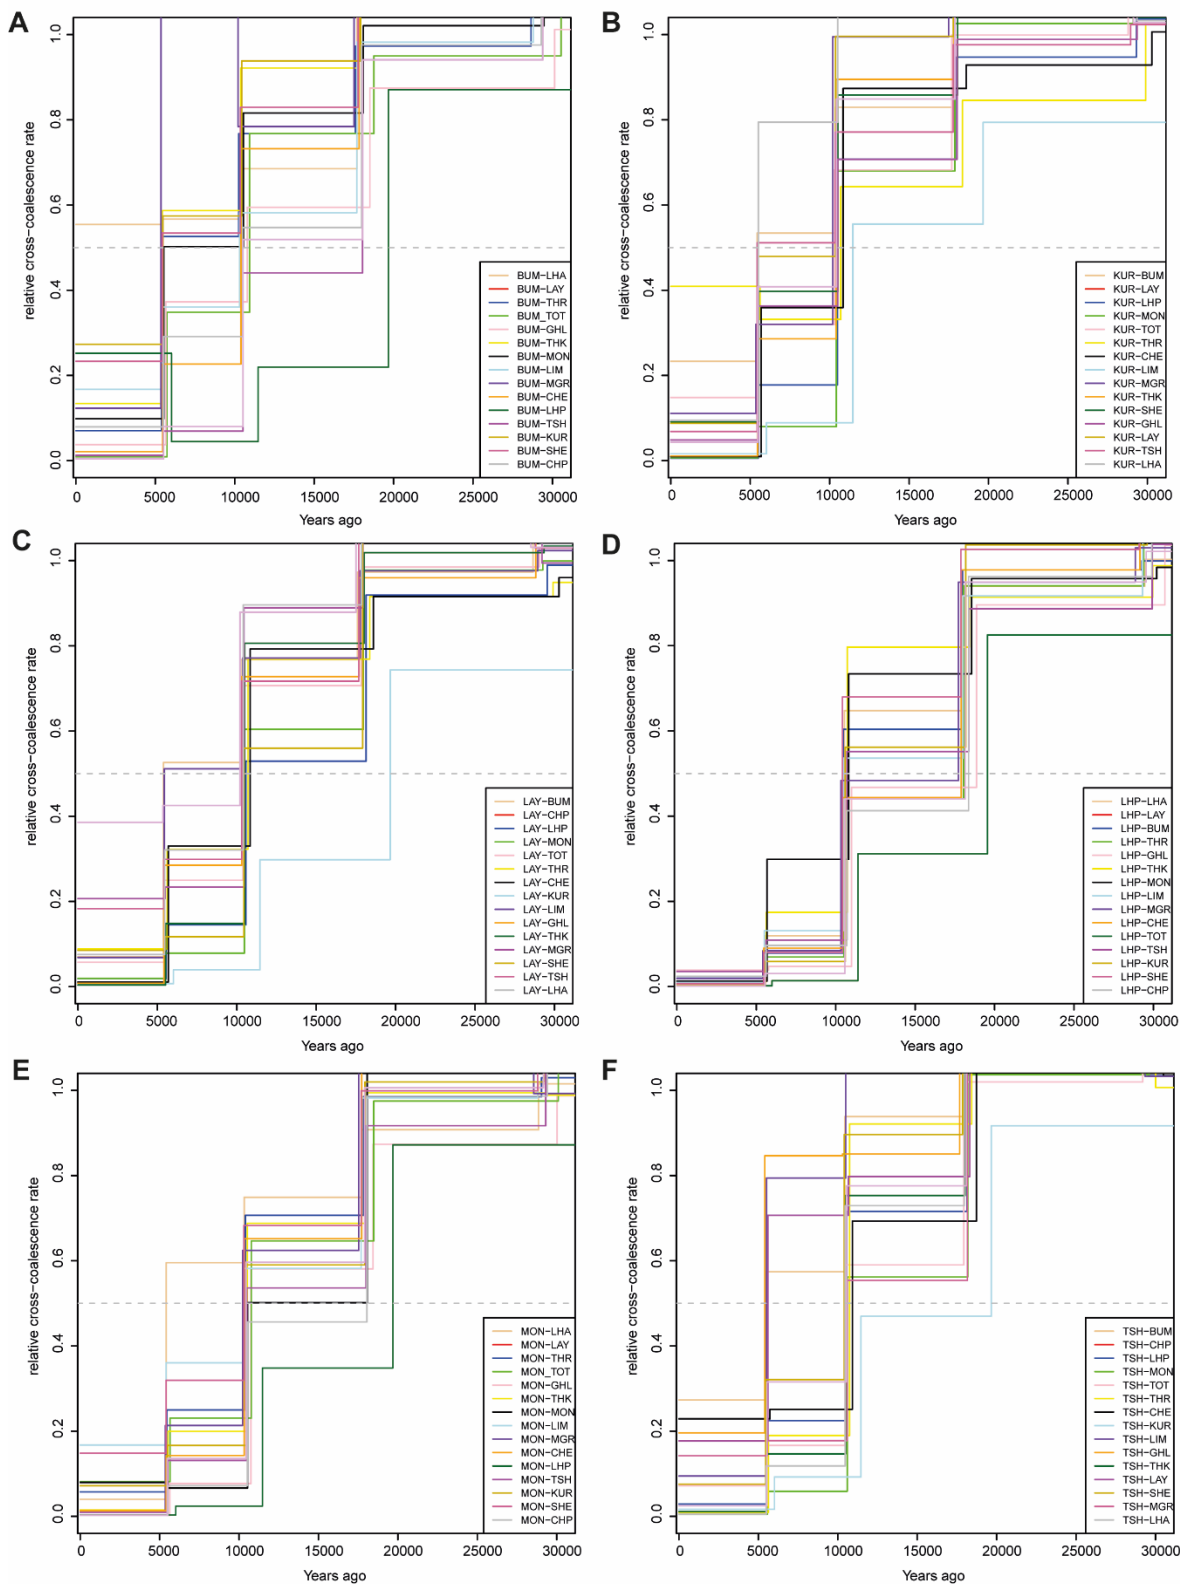 A
relative cross−coalescence rate
1.0
0.8
0.6
0.4
0.2
0.0
BUM−LHA
BUM−LAY
BUM−THR
BUM_TOT
BUM−GHL
BUM−THK
BUM−MON
BUM−LIM
BUM−MGR
BUM−CHE
BUM−LHP
BUM−TSH
BUM−KUR
BUM−SHE
BUM−CHP
0 5000 10000 15000 20000 25000 30000
Years ago
B
relative cross−coalescence rate
1.0
0.8
0.6
0.4
0.2
0.0
KUR−BUM
KUR−LAY
KUR−LHP
KUR−MON
KUR−TOT
KUR−THR
KUR−CHE
KUR−LIM
KUR−MGR
KUR−THK
KUR−SHE
KUR−GHL
KUR−LAY
KUR−TSH
KUR−LHA
0 5000 10000 15000 20000 25000 30000
Years ago
C
relative cross−coalescence rate
1.0
0.8
0.6
0.4
0.2
0.0
LAY−BUM
LAY−CHP
LAY−LHP
LAY−MON
LAY−TOT
LAY−THR
LAY−CHE
LAY−KUR
LAY−LIM
LAY−GHL
LAY−THK
LAY−MGR
LAY−SHE
LAY−TSH
LAY−LHA
0 5000 10000 15000 20000 25000 30000
Years ago
D
relative cross−coalescence rate
1.0
0.8
0.6
0.4
0.2
0.0
LHP−LHA
LHP−LAY
LHP−BUM
LHP−THR
LHP−GHL
LHP−THK
LHP−MON
LHP−LIM
LHP−MGR
LHP−CHE
LHP−TOT
LHP−TSH
LHP−KUR
LHP−SHE
LHP−CHP
0 5000 10000 15000 20000 25000 30000
Years ago
E
relative cross−coalescence rate
1.0
0.8
0.6
0.4
0.2
0.0
MON−LHA
MON−LAY
MON−THR
MON_TOT
MON−GHL
MON−THK
MON−MON
MON−LIM
MON−MGR
MON−CHE
MON−LHP
MON−TSH
MON−KUR
MON−SHE
MON−CHP
0 5000 10000 15000 20000 25000 30000
Years ago
F
relative cross−coalescence rate
1.0
0.8
0.6
0.4
0.2
0.0
TSH−BUM
TSH−CHP
TSH−LHP
TSH−MON
TSH−TOT
TSH−THR
TSH−CHE
TSH−KUR
TSH−LIM
TSH−GHL
TSH−THK
TSH−LAY
TSH−SHE
TSH−MGR
TSH−LHA
0 5000 10000 15000 20000 25000 30000
Years ago